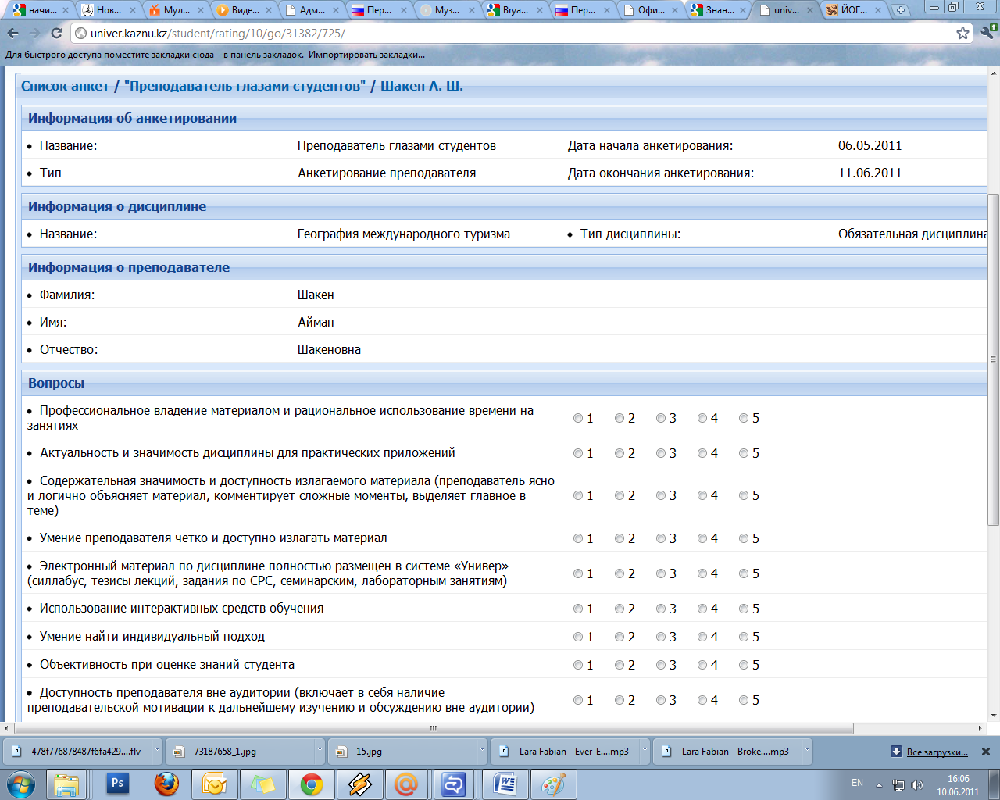 начи...
Нов...
Мул...
Виде...
Адм...
Пер...
Муз...
Brya...
Пер...
Офи...
Знан...
univ...
ЙОГ...
univer.kaznu.kz/student/rating/10/go/31382/725/
Для быстрого доступа поместите закладки сюда – в панель закладок. Импортировать закладки...
Список анкет / "Преподаватель глазами студентов" / Шакен А. Ш.
Информация об анкетировании
Название: Преподаватель глазами студентов Дата начала анкетирования: 06.05.2011
Тип Анкетирование преподавателя Дата окончания анкетирования: 11.06.2011
Информация о дисциплине
Название: География международного туризма Тип дисциплины: Обязательная дисциплина
Информация о преподавателе
Фамилия: Шакен
Имя: Айман
Отчество: Шакеновна
Вопросы
Профессиональное владение материалом и рациональное использование времени на
занятиях
1 2 3 4 5
Актуальность и значимость дисциплины для практических приложений 1 2 3 4 5
Содержательная значимость и доступность излагаемого материала (преподаватель ясно
и логично объясняет материал, комментирует сложные моменты, выделяет главное в
теме)
1 2 3 4 5
Умение преподавателя четко и доступно излагать материал 1 2 3 4 5
Электронный материал по дисциплине полностью размещен в системе «Универ»
(силлабус, тезисы лекций, задания по СРС, семинарским, лабораторным занятиям)
1 2 3 4 5
Использование интерактивных средств обучения 1 2 3 4 5
Умение найти индивидуальный подход 1 2 3 4 5
Объективность при оценке знаний студента 1 2 3 4 5
Доступность преподавателя вне аудитории (включает в себя наличие
преподавательской мотивации к дальнейшему изучению и обсуждению вне аудитории)
1 2 3 4 5
478f776878487f6fa429....flv
73187658_1.jpg
15.jpg
Lara Fabian - Ever-E....mp3
Lara Fabian - Broke....mp3
Все загрузки...
Ps
EN
16:06
10.06.2011